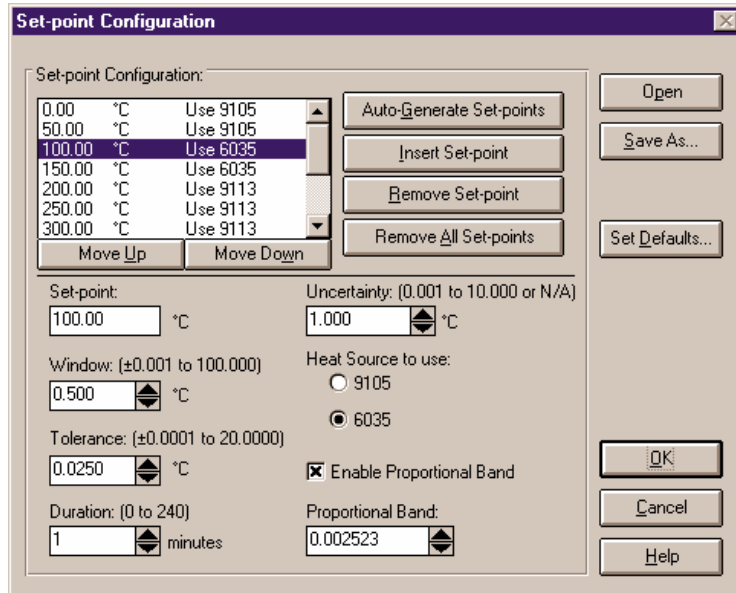 Set-point Configuration
Set-point Configuration:
0.00 °C Use 9105
50.00 °C Use 9105
100.00 °C Use 6035
150.00 °C Use 6035
200.00 °C Use 9113
250.00 °C Use 9113
300.00 °C Use 9113
Move Up
Move Down
Auto-Generate Set-points
Insert Set-point
Remove Set-point
Remove All Set-points
Open
Save As...
Set Defaults...
Set-point:
100.00 °C
Uncertainty: (0.001 to 10.000 or N/A)
1.000 °C
Window: (±0.001 to 100.000)
0.500 °C
Heat Source to use:
9105
6035
Tolerance: (±0.0001 to 20.0000)
0.0250 °C
Enable Proportional Band
Duration: (0 to 240)
1 minutes
Proportional Band:
0.002523
OK
Cancel
Help